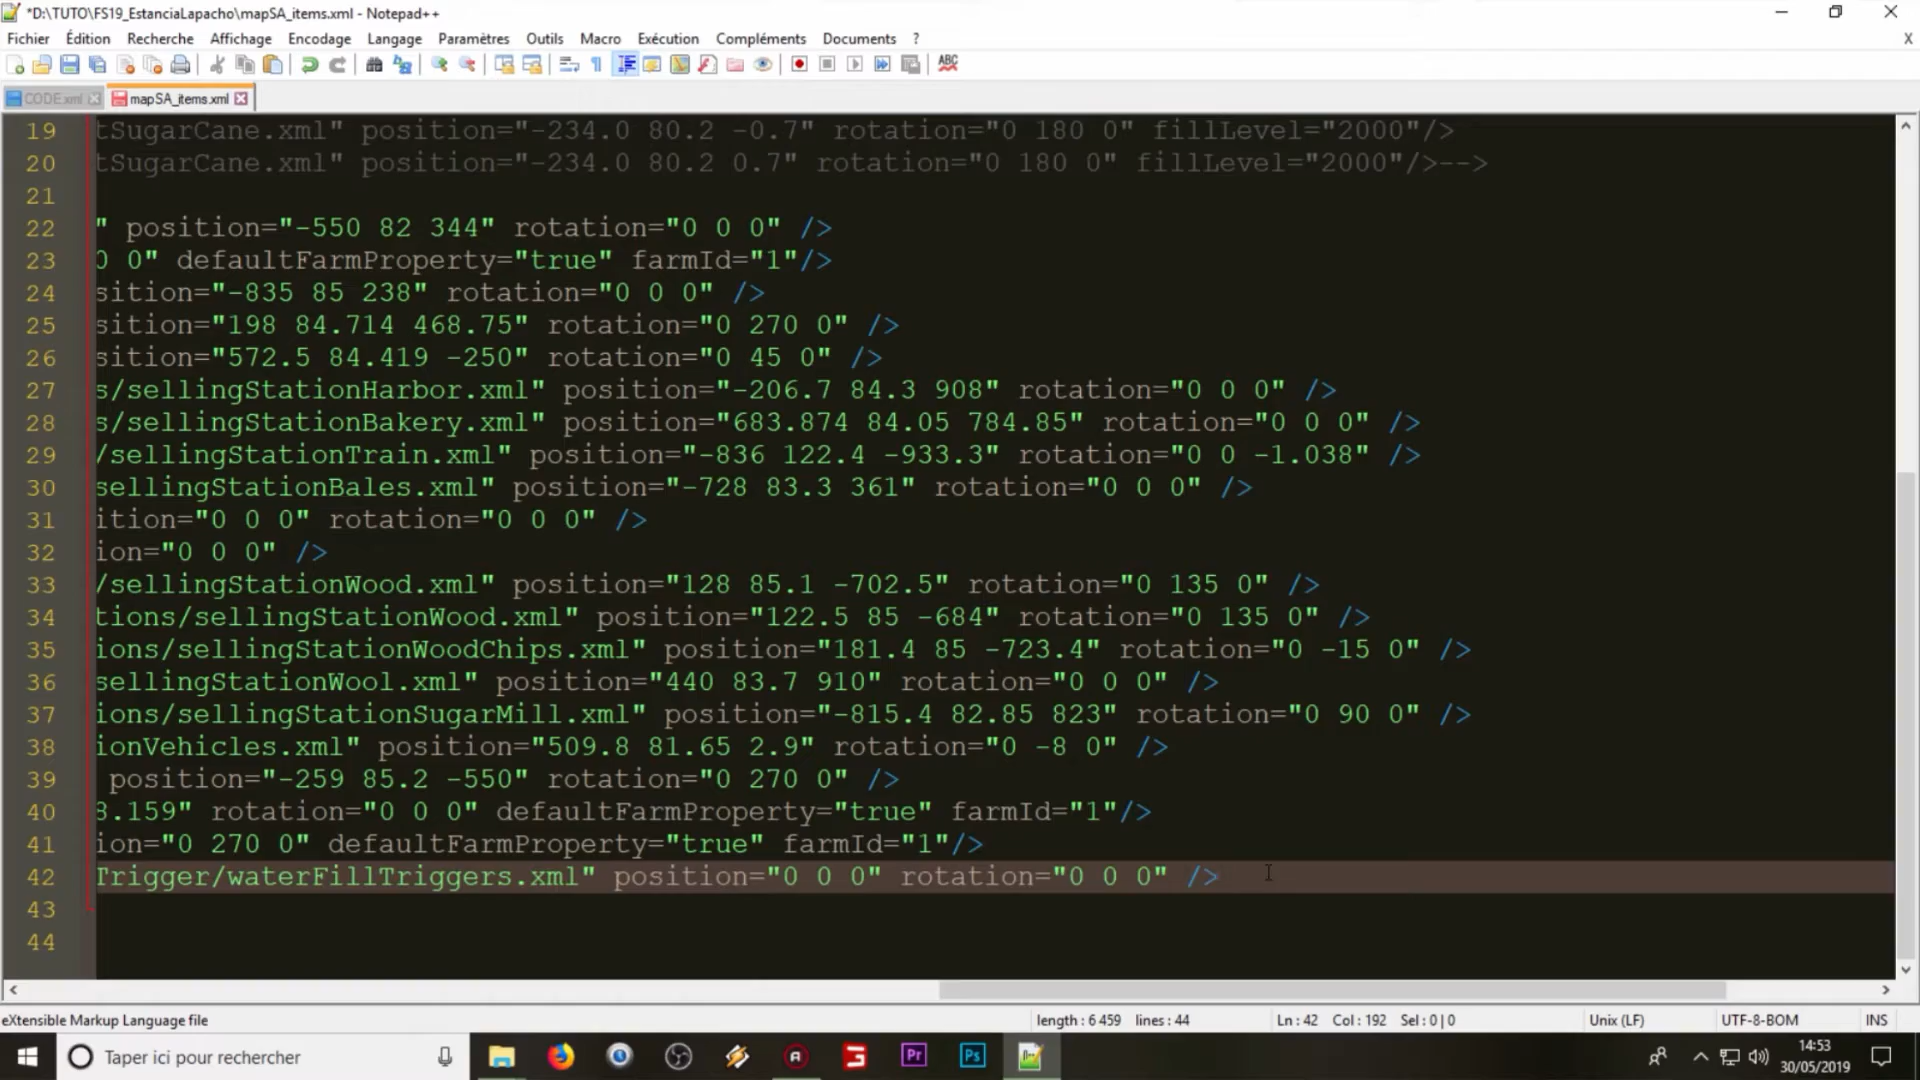 *D:\TUTO\FS19_EstanciaLapacho\mapSA_items.xml - Notepad++
Fichier Édition Recherche Affichage Encodage Langage Paramètres Outils Macro Exécution Compléments Documents ? X
ABC
CODE.xml mapSA_items.xml
19 tSugarCane.xml" position="-234.0 80.2 -0.7" rotation="0 180 0" fillLevel="2000"/>
20 tSugarCane.xml" position="-234.0 80.2 0.7" rotation="0 180 0" fillLevel="2000"/>-->
21
22 " position="-550 82 344" rotation="0 0 0" />
23 0 0" defaultFarmProperty="true" farmId="1"/>
24 sition="-835 85 238" rotation="0 0 0" />
25 sition="198 84.714 468.75" rotation="0 270 0" />
26 sition="572.5 84.419 -250" rotation="0 45 0" />
27 s/sellingStationHarbor.xml" position="-206.7 84.3 908" rotation="0 0 0" />
28 s/sellingStationBakery.xml" position="683.874 84.05 784.85" rotation="0 0 0" />
29 /sellingStationTrain.xml" position="-836 122.4 -933.3" rotation="0 0 -1.038" />
30 sellingStationBales.xml" position="-728 83.3 361" rotation="0 0 0" />
31 ition="0 0 0" rotation="0 0 0" />
32 ion="0 0 0" />
33 /sellingStationWood.xml" position="128 85.1 -702.5" rotation="0 135 0" />
34 tions/sellingStationWood.xml" position="122.5 85 -684" rotation="0 135 0" />
35 ions/sellingStationWoodChips.xml" position="181.4 85 -723.4" rotation="0 -15 0" />
36 sellingStationWool.xml" position="440 83.7 910" rotation="0 0 0" />
37 ions/sellingStationSugarMill.xml" position="-815.4 82.85 823" rotation="0 90 0" />
38 ionVehicles.xml" position="509.8 81.65 2.9" rotation="0 -8 0" />
39 position="-259 85.2 -550" rotation="0 270 0" />
40 8.159" rotation="0 0 0" defaultFarmProperty="true" farmId="1"/>
41 ion="0 270 0" defaultFarmProperty="true" farmId="1"/>
42 Trigger/waterFillTriggers.xml" position="0 0 0" rotation="0 0 0" />
43
44
eXtensible Markup Language file length : 6 459 lines : 44 Ln : 42 Col : 192 Sel : 0 | 0 Unix (LF) UTF-8-BOM INS
Taper ici pour rechercher Pr Ps 14:53
30/05/2019